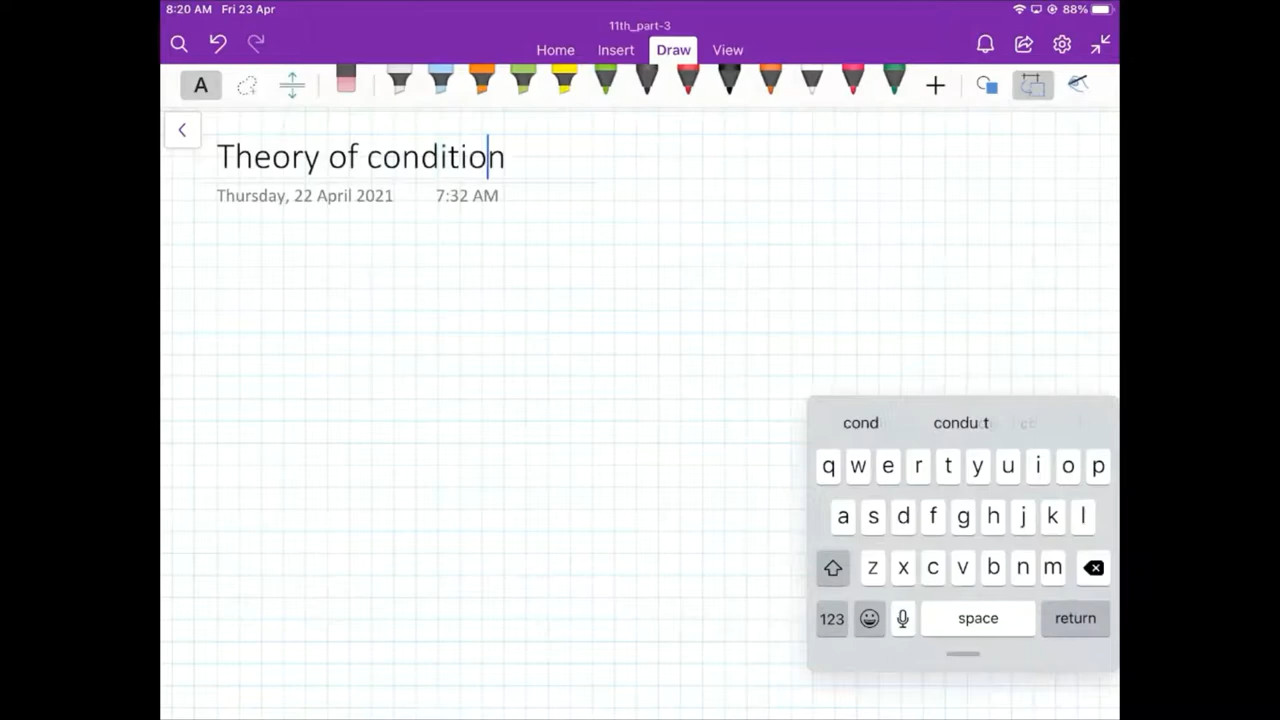 8:20 AM Fri 23 Apr
88%
11th_part-3
Home Insert Draw View
A
Theory of condition
Thursday, 22 April 2021 7:32 AM
cond
q w e r t y u i o p
a s d f g h j k l
z x c v b n m
123 space return